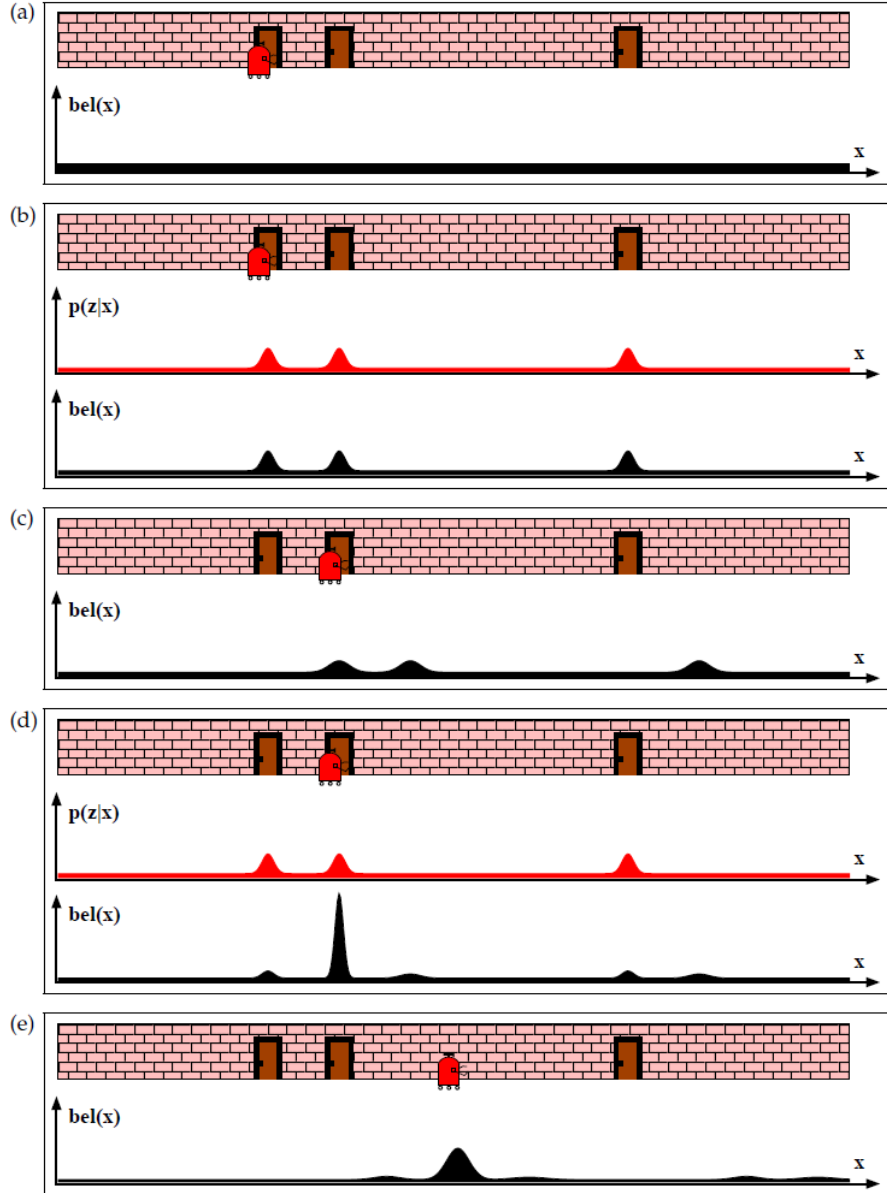 (a)
bel(x)
x
(b)
p(z|x)
x
bel(x)
x
(c)
bel(x)
x
(d)
p(z|x)
x
bel(x)
x
(e)
bel(x)
x